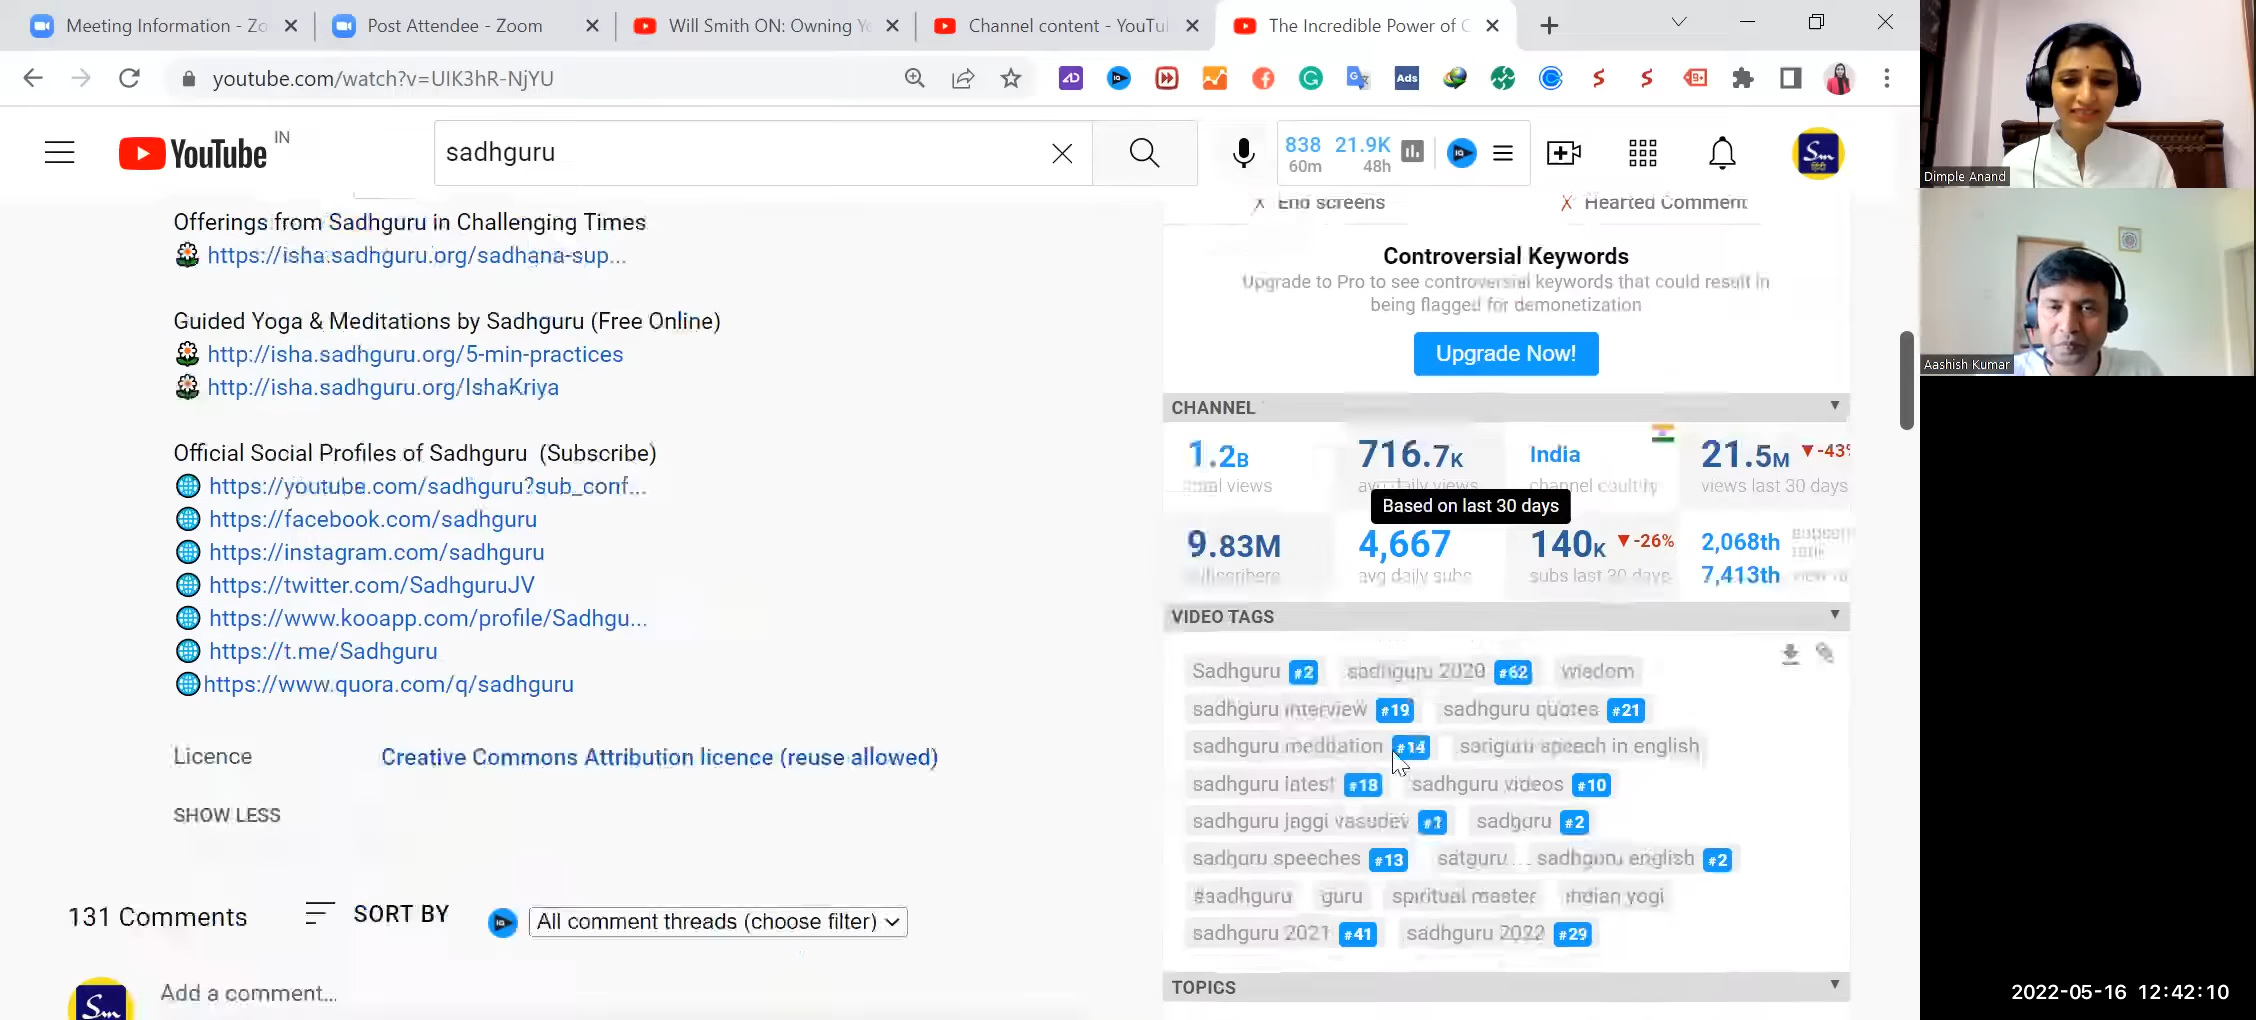 Meeting Information - Zo
Post Attendee - Zoom
Will Smith ON: Owning Yo
Channel content - YouTu
The Incredible Power of C
youtube.com/watch?v=UIK3hR-NjYU
YouTube IN
sadhguru
838 21.9K
60m 48h
Dimple Anand
Aashish Kumar
Offerings from Sadhguru in Challenging Times
https://isha.sadhguru.org/sadhana-sup...
Guided Yoga & Meditations by Sadhguru (Free Online)
http://isha.sadhguru.org/5-min-practices
http://isha.sadhguru.org/IshaKriya
Official Social Profiles of Sadhguru (Subscribe)
https://youtube.com/sadhguru?sub_conf...
https://facebook.com/sadhguru
https://instagram.com/sadhguru
https://twitter.com/SadhguruJV
https://www.kooapp.com/profile/Sadhgu...
https://t.me/Sadhguru
https://www.quora.com/q/sadhguru
Licence Creative Commons Attribution licence (reuse allowed)
SHOW LESS
131 Comments SORT BY All comment threads (choose filter)
Sm
Add a comment...
X End screens X Hearted Comment
Controversial Keywords
Upgrade to Pro to see controversial keywords that could result in
being flagged for demonetization
Upgrade Now!
CHANNEL
1.2B 716.7K India 21.5M -43%
views avg daily views channel views last 30 days
Based on last 30 days
9.83M 4,667 140K -26% 2,068th
avg daily subs subs last 30 days 7,413th
VIDEO TAGS
Sadhguru #2 sadhguru 2020 #62 wisdom
sadhguru interview #19 sadhguru quotes #21
sadhguru meditation #14 speech in english
sadhguru latest #18 sadhguru videos #10
sadhguru jaggi vasudev sadhguru #2
sadhguru speeches #13 satguru sadhguru english #2
guru spiritual master indian yogi
sadhguru 2021 #41 sadhguru 2022 #29
TOPICS
2022-05-16 12:42:10